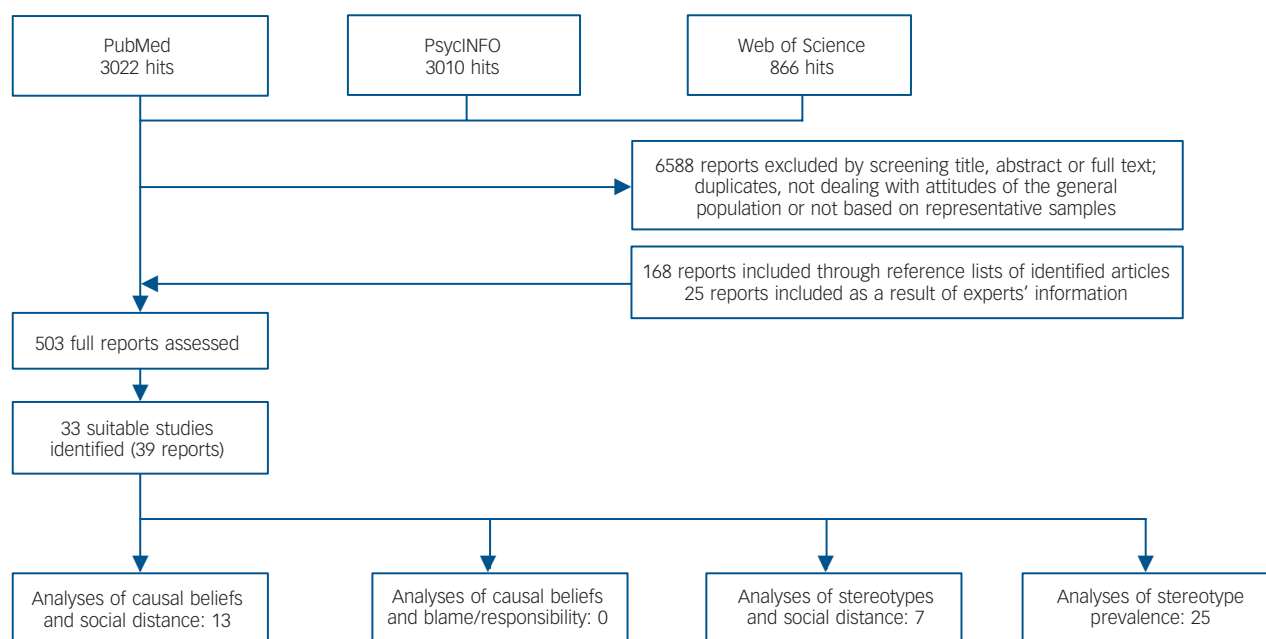 PubMed
3022 hits
PsycINFO
3010 hits
Web of Science
866 hits
6588 reports excluded by screening title, abstract or full text;
duplicates, not dealing with attitudes of the general
population or not based on representative samples
168 reports included through reference lists of identified articles
25 reports included as a result of experts’ information
503 full reports assessed
33 suitable studies
identified (39 reports)
Analyses of causal beliefs
and social distance: 13
Analyses of causal beliefs
and blame/responsibility: 0
Analyses of stereotypes
and social distance: 7
Analyses of stereotype
prevalence: 25